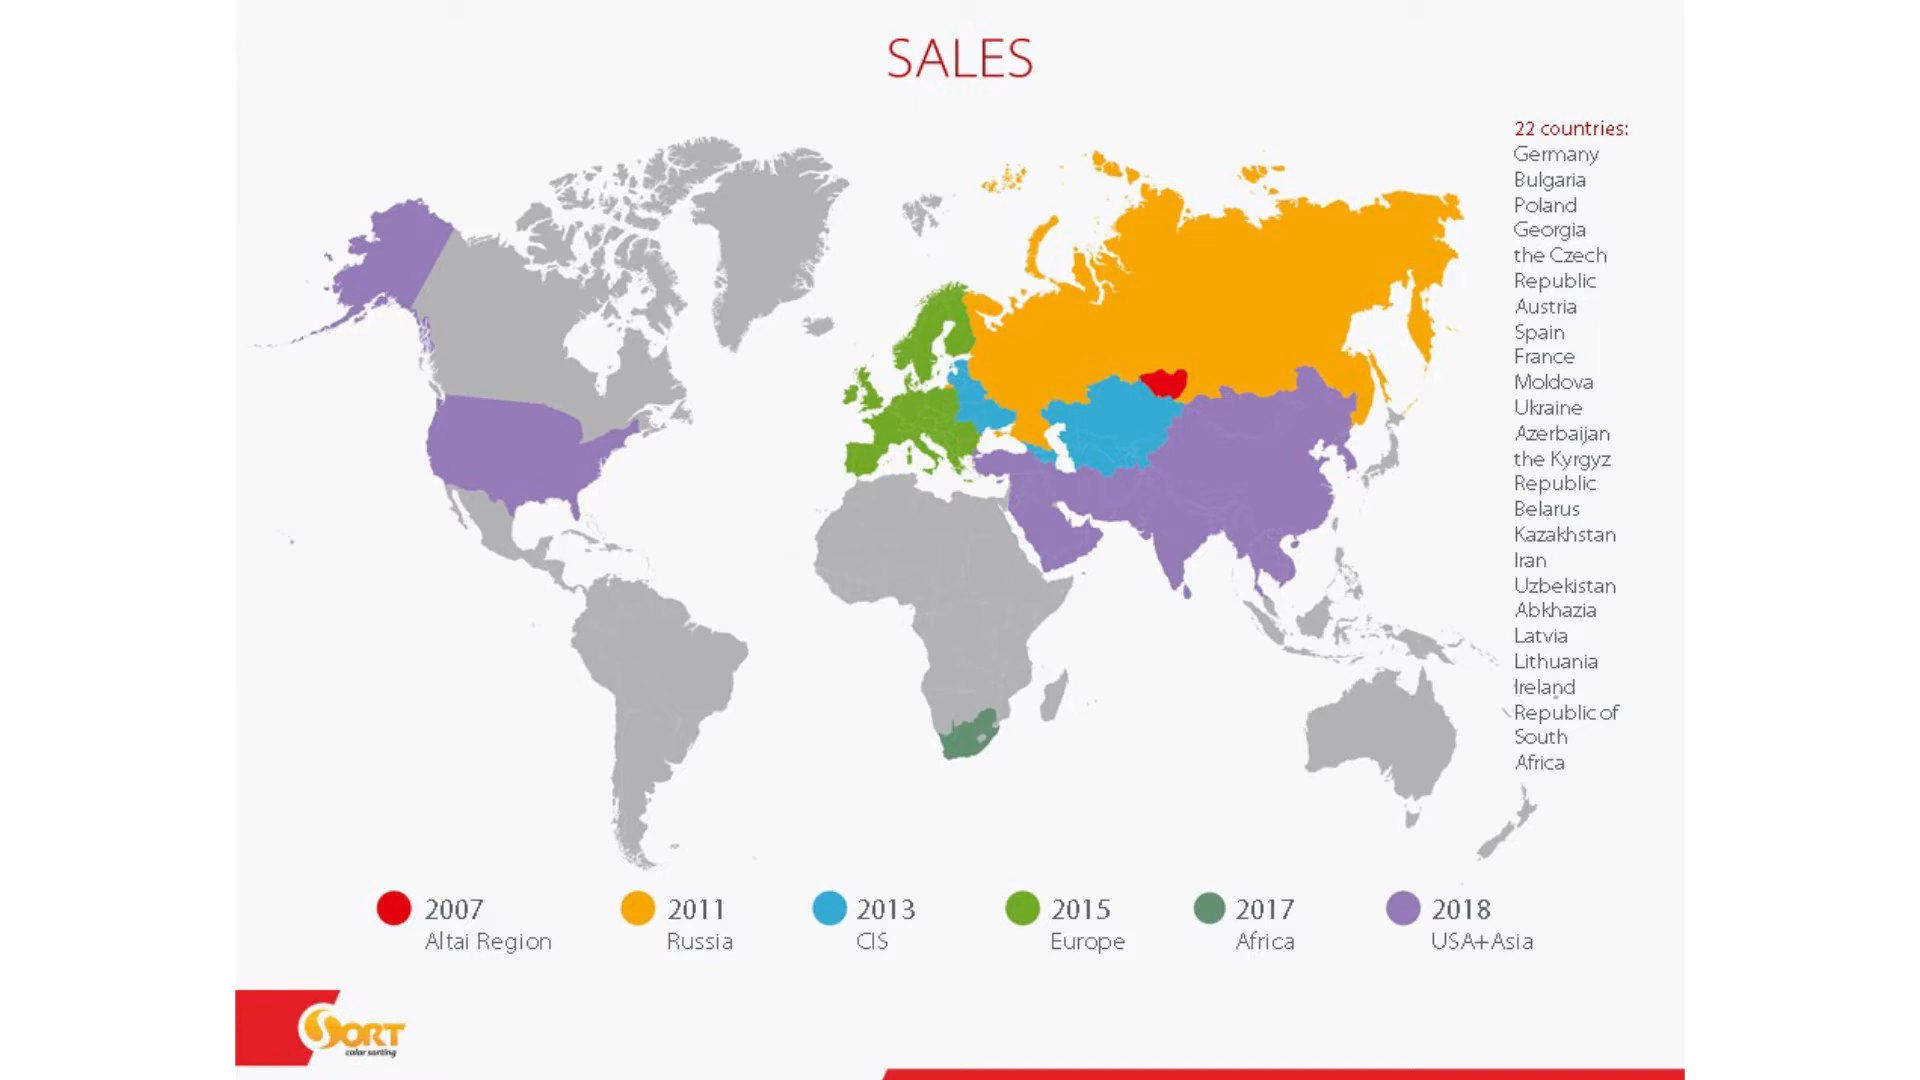 SALES
22 countries:
Germany
Bulgaria
Poland
Georgia
the Czech
Republic
Austria
Spain
France
Moldova
Ukraine
Azerbaijan
the Kyrgyz
Republic
Belarus
Kazakhstan
Iran
Uzbekistan
Abkhazia
Latvia
Lithuania
Ireland
Republic of
South
Africa
2007
Altai Region
2011
Russia
2013
CIS
2015
Europe
2017
Africa
2018
USA+Asia
SORT
color sorting